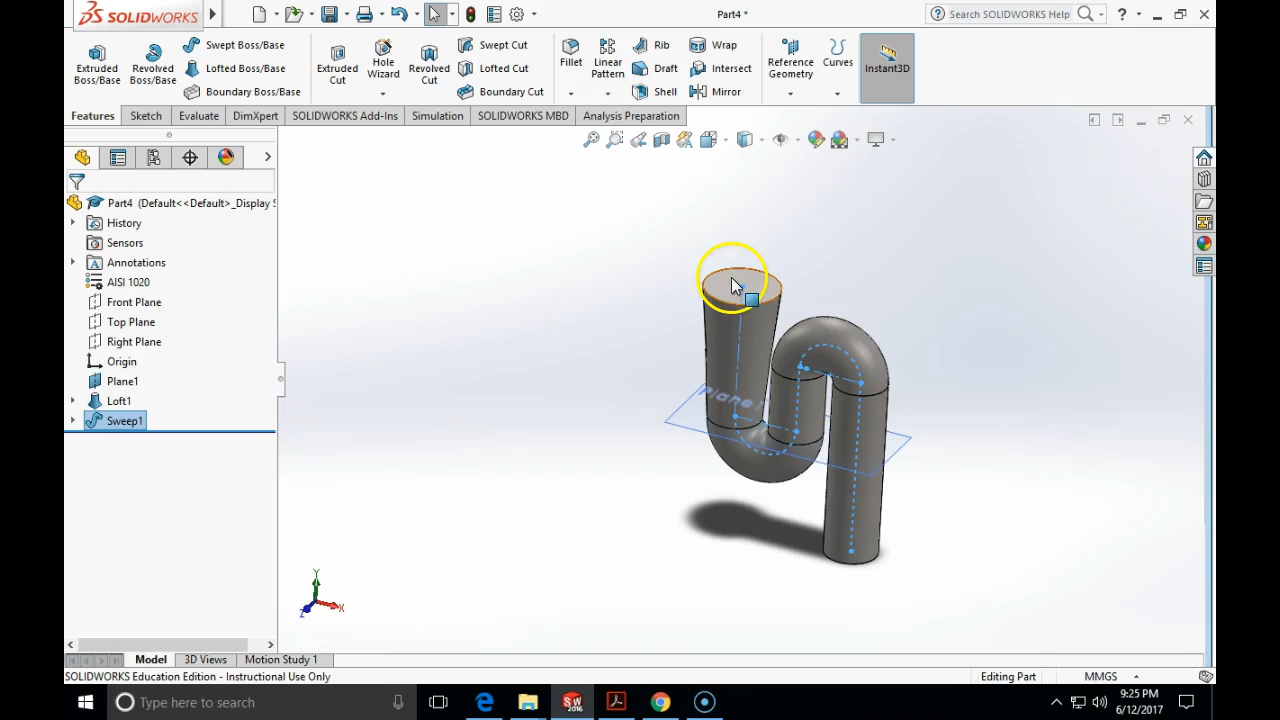 SOLIDWORKS
Part4 *
Search SOLIDWORKS Help
Extruded Boss/Base
Revolved Boss/Base
Swept Boss/Base
Lofted Boss/Base
Boundary Boss/Base
Extruded Cut
Hole Wizard
Revolved Cut
Swept Cut
Lofted Cut
Boundary Cut
Fillet
Linear Pattern
Rib
Draft
Shell
Wrap
Intersect
Mirror
Reference Geometry
Curves
Instant3D
Features
Sketch
Evaluate
DimXpert
SOLIDWORKS Add-Ins
Simulation
SOLIDWORKS MBD
Analysis Preparation
Part4 (Default<<Default>_Display S
History
Sensors
Annotations
AISI 1020
Front Plane
Top Plane
Right Plane
Origin
Plane1
Loft1
Sweep1
Y
X
Z
Model
3D Views
Motion Study 1
SOLIDWORKS Education Edition - Instructional Use Only
Editing Part
MMGS
Type here to search
9:25 PM
6/12/2017